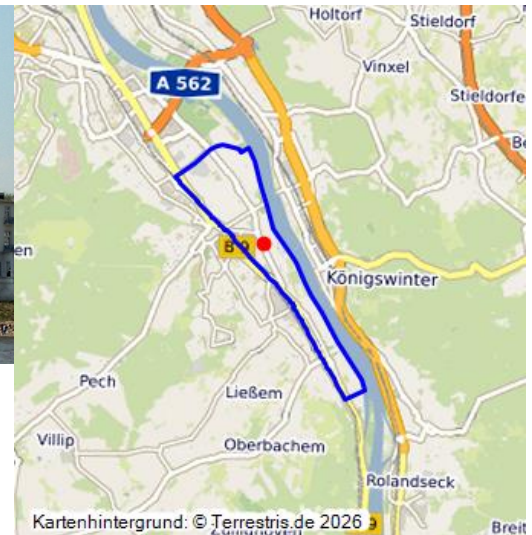 Holtorf
Stieldorf
Vinxel
A 562
Stieldorfe
Be
en
B 9
Königswinter
Pech
Ließem
Villip
Oberbachem
Rolandseck
Kartenhintergrund: © Terrestris.de 2026
9
Breit